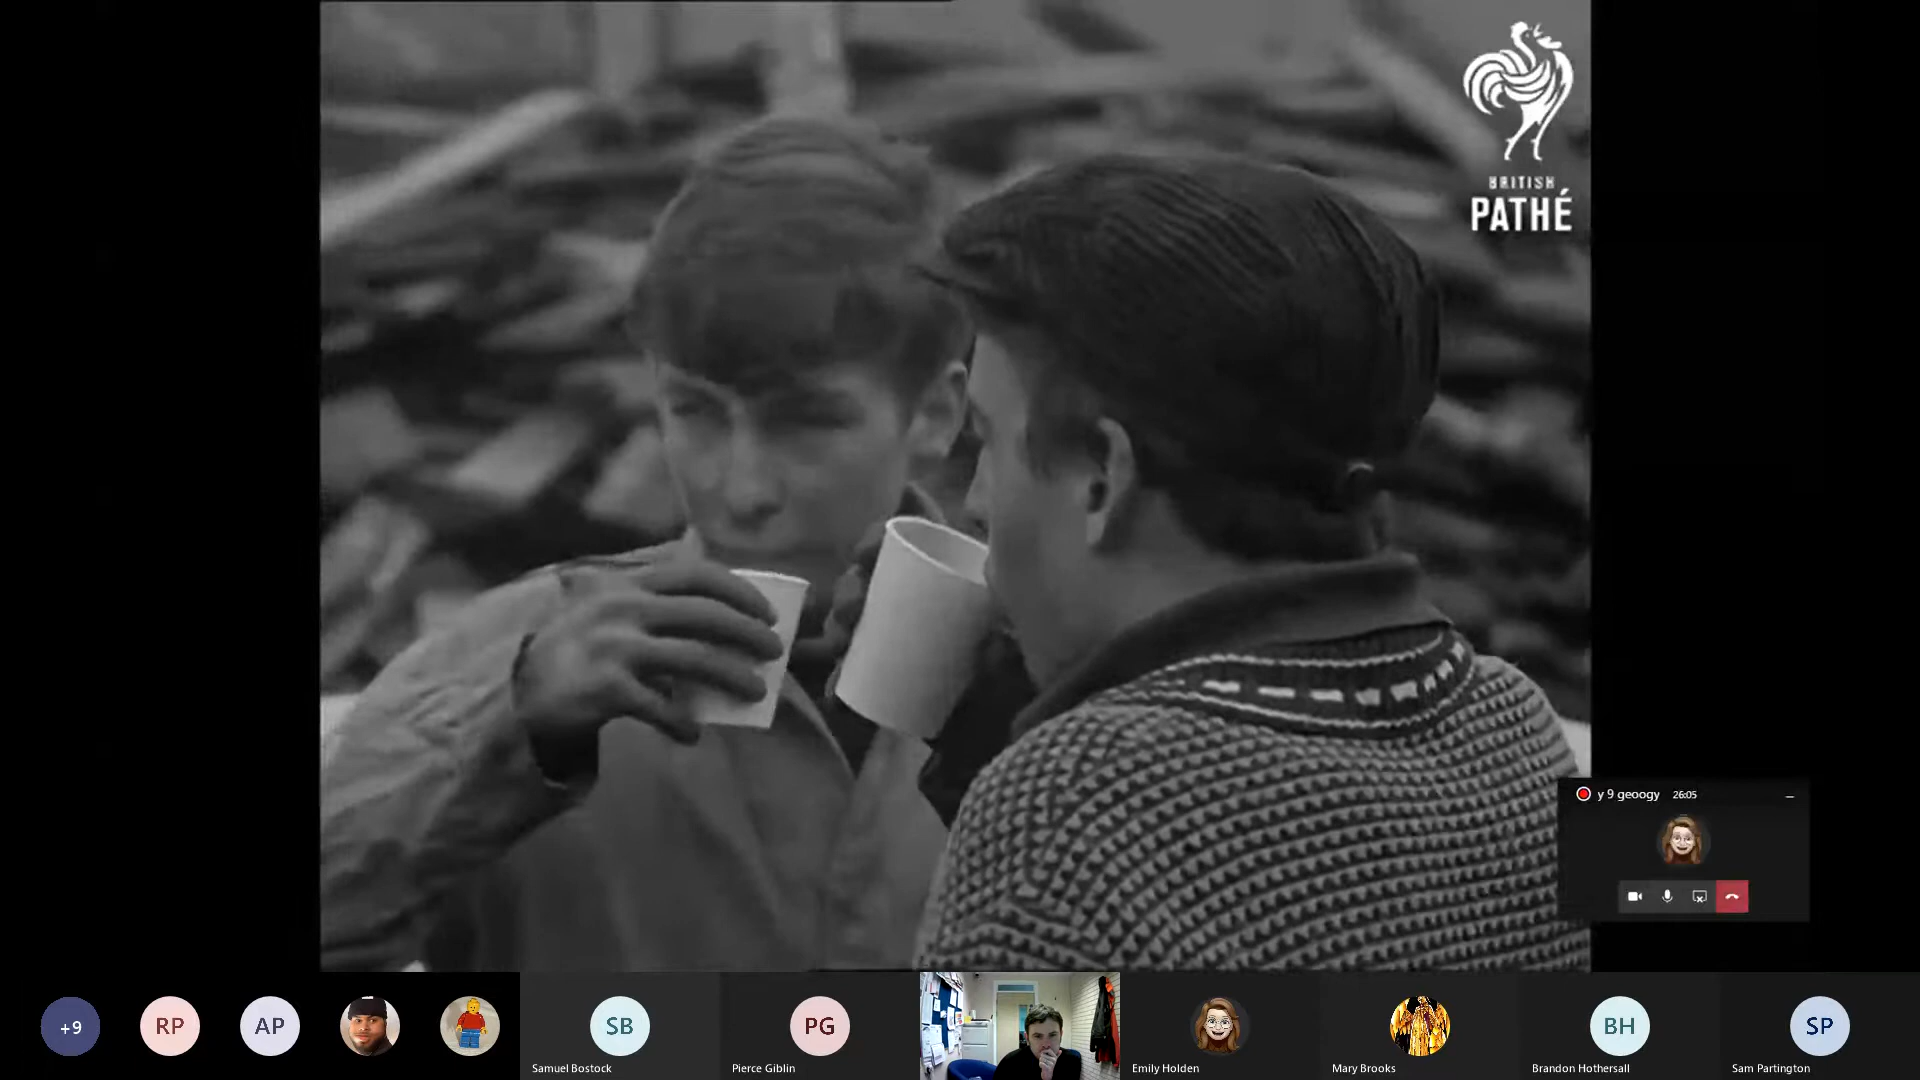 BRITISH
PATHÉ
y 9 geoogy 26:05
+9
RP
AP
SB
PG
BH
SP
Samuel Bostock
Pierce Giblin
Emily Holden
Mary Brooks
Brandon Hothersall
Sam Partington